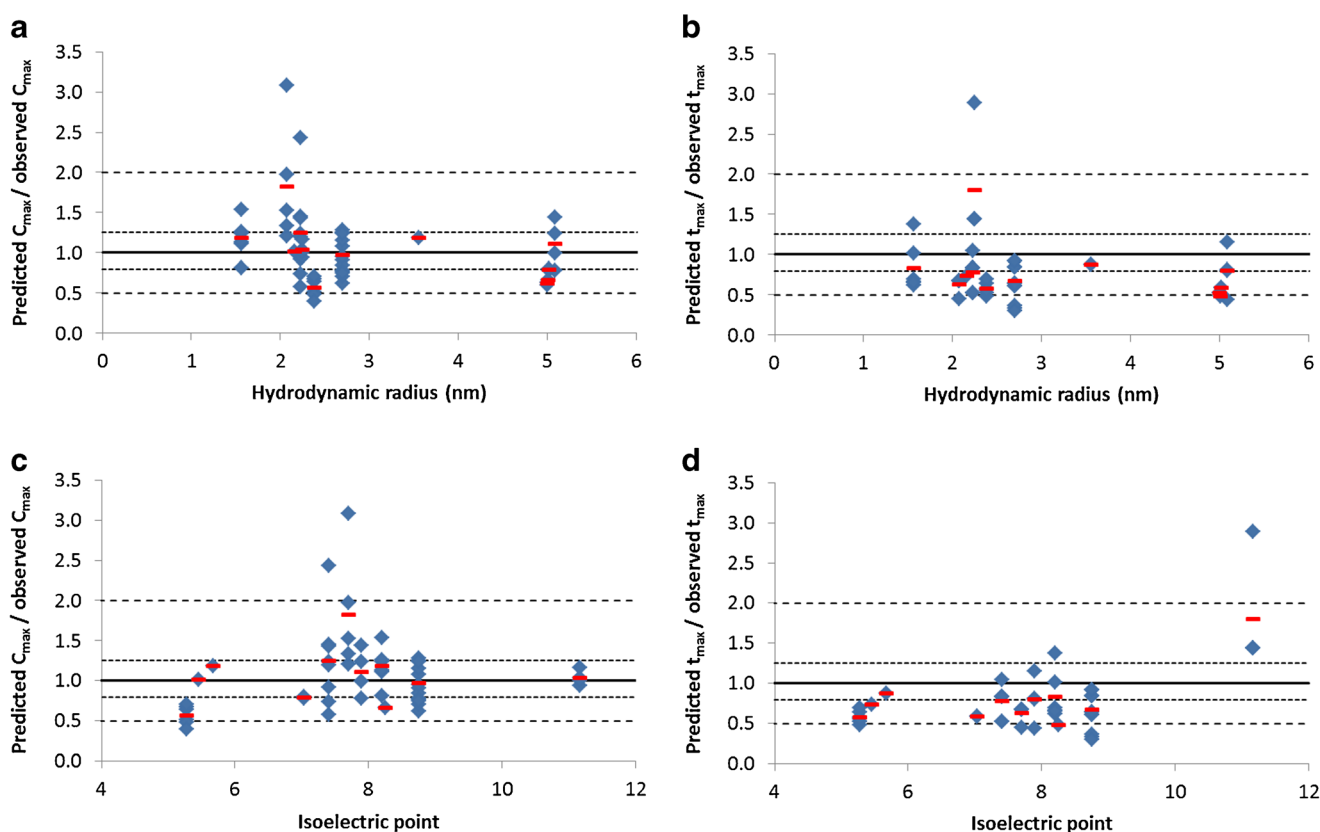 a
3.5
3.0
2.5
2.0
1.5
1.0
0.5
0.0
0 1 2 3 4 5 6
Predicted Cmax / observed Cmax
Hydrodynamic radius (nm)
b
3.5
3.0
2.5
2.0
1.5
1.0
0.5
0.0
0 1 2 3 4 5 6
Predicted tmax / observed tmax
Hydrodynamic radius (nm)
c
3.5
3.0
2.5
2.0
1.5
1.0
0.5
0.0
4 6 8 10 12
Predicted Cmax / observed Cmax
Isoelectric point
d
3.5
3.0
2.5
2.0
1.5
1.0
0.5
0.0
4 6 8 10 12
Predicted tmax / observed tmax
Isoelectric point